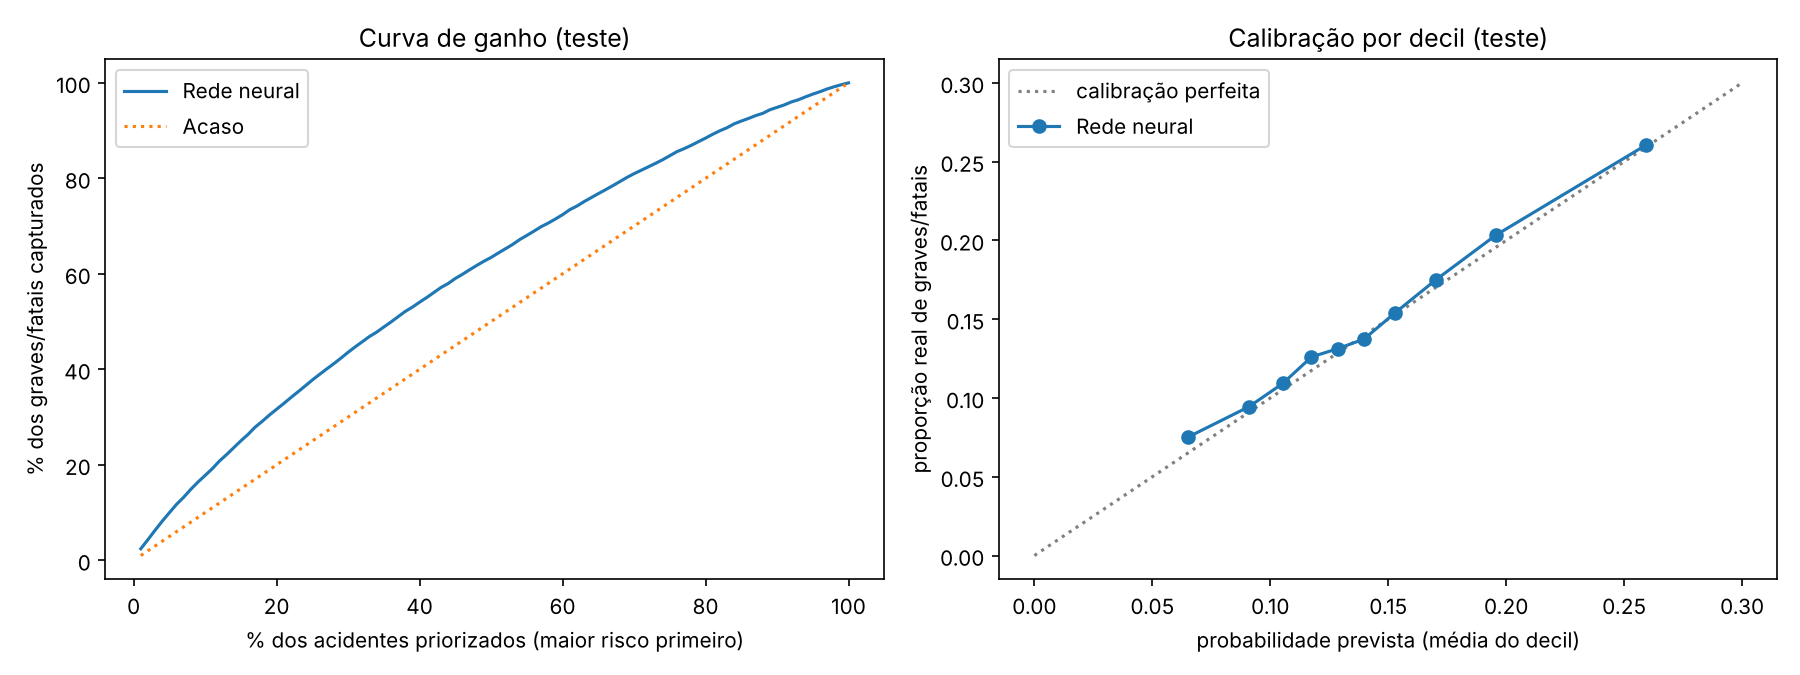 Curva de ganho (teste)
Rede neural
Acaso
% dos graves/fatais capturados
100
80
60
40
20
0
0 20 40 60 80 100
% dos acidentes priorizados (maior risco primeiro)
Calibração por decil (teste)
calibração perfeita
Rede neural
proporção real de graves/fatais
0.30
0.25
0.20
0.15
0.10
0.05
0.00
0.00 0.05 0.10 0.15 0.20 0.25 0.30
probabilidade prevista (média do decil)